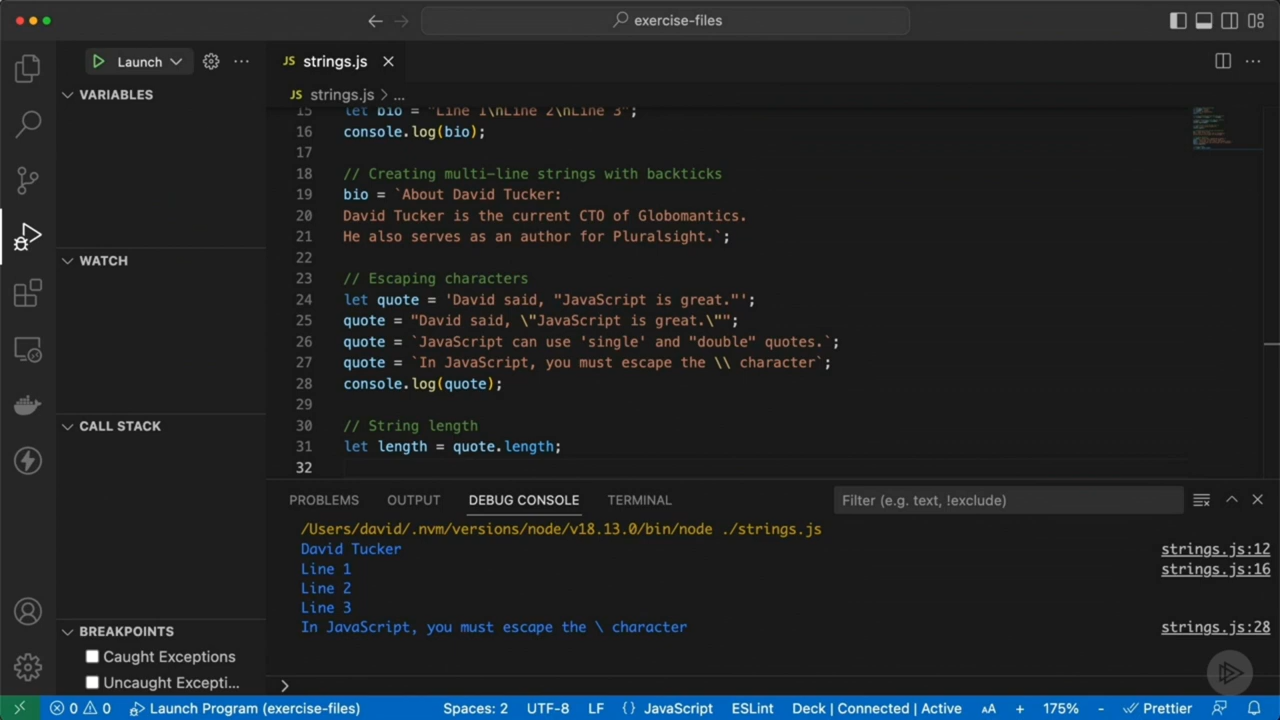 exercise-files
Launch
JS strings.js
VARIABLES
JS strings.js > ...
15 let bio = "Line 1\nLine 2\nLine 3";
16 console.log(bio);
17
18 // Creating multi-line strings with backticks
19 bio = `About David Tucker:
20 David Tucker is the current CTO of Globomantics.
21 He also serves as an author for Pluralsight.`;
22
23 // Escaping characters
24 let quote = 'David said, "JavaScript is great."';
25 quote = "David said, \"JavaScript is great.\"";
26 quote = `JavaScript can use 'single' and "double" quotes.`;
27 quote = `In JavaScript, you must escape the \\ character`;
28 console.log(quote);
29
30 // String length
31 let length = quote.length;
32
WATCH
CALL STACK
BREAKPOINTS
Caught Exceptions
Uncaught Excepti...
PROBLEMS OUTPUT DEBUG CONSOLE TERMINAL Filter (e.g. text, !exclude)
/Users/david/.nvm/versions/node/v18.13.0/bin/node ./strings.js
David Tucker strings.js:12
Line 1 strings.js:16
Line 2
Line 3
In JavaScript, you must escape the \ character strings.js:28
>
0 0 Launch Program (exercise-files) Spaces: 2 UTF-8 LF {} JavaScript ESLint Deck | Connected | Active AA + 175% - Prettier